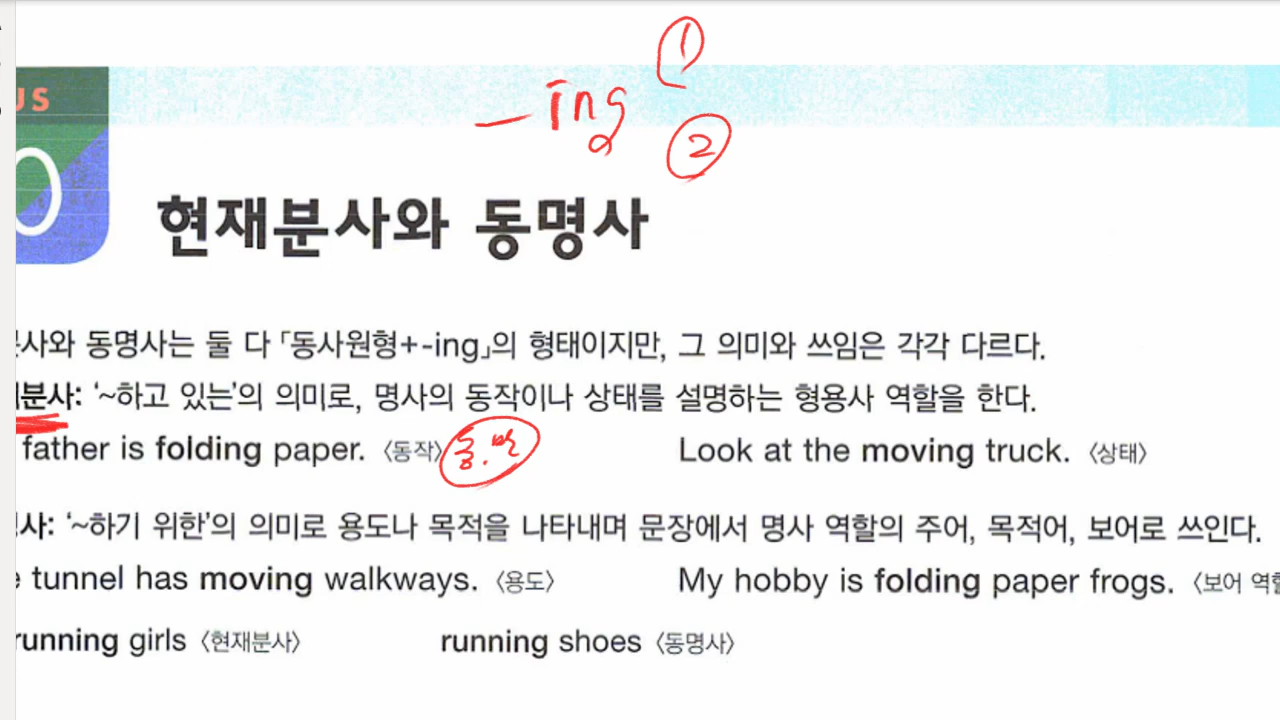 ①
-ing
②
US
0
현재분사와 동명사
분사와 동명사는 둘 다 「동사원형+-ing」의 형태이지만, 그 의미와 쓰임은 각각 다르다.
분사: ‘~하고 있는’의 의미로, 명사의 동작이나 상태를 설명하는 형용사 역할을 한다.
father is folding paper. 〈동작〉 Look at the moving truck. 〈상태〉
사: ‘~하기 위한’의 의미로 용도나 목적을 나타내며 문장에서 명사 역할의 주어, 목적어, 보어로 쓰인다.
e tunnel has moving walkways. 〈용도〉 My hobby is folding paper frogs. 〈보어 역할
running girls 〈현재분사〉 running shoes 〈동명사〉